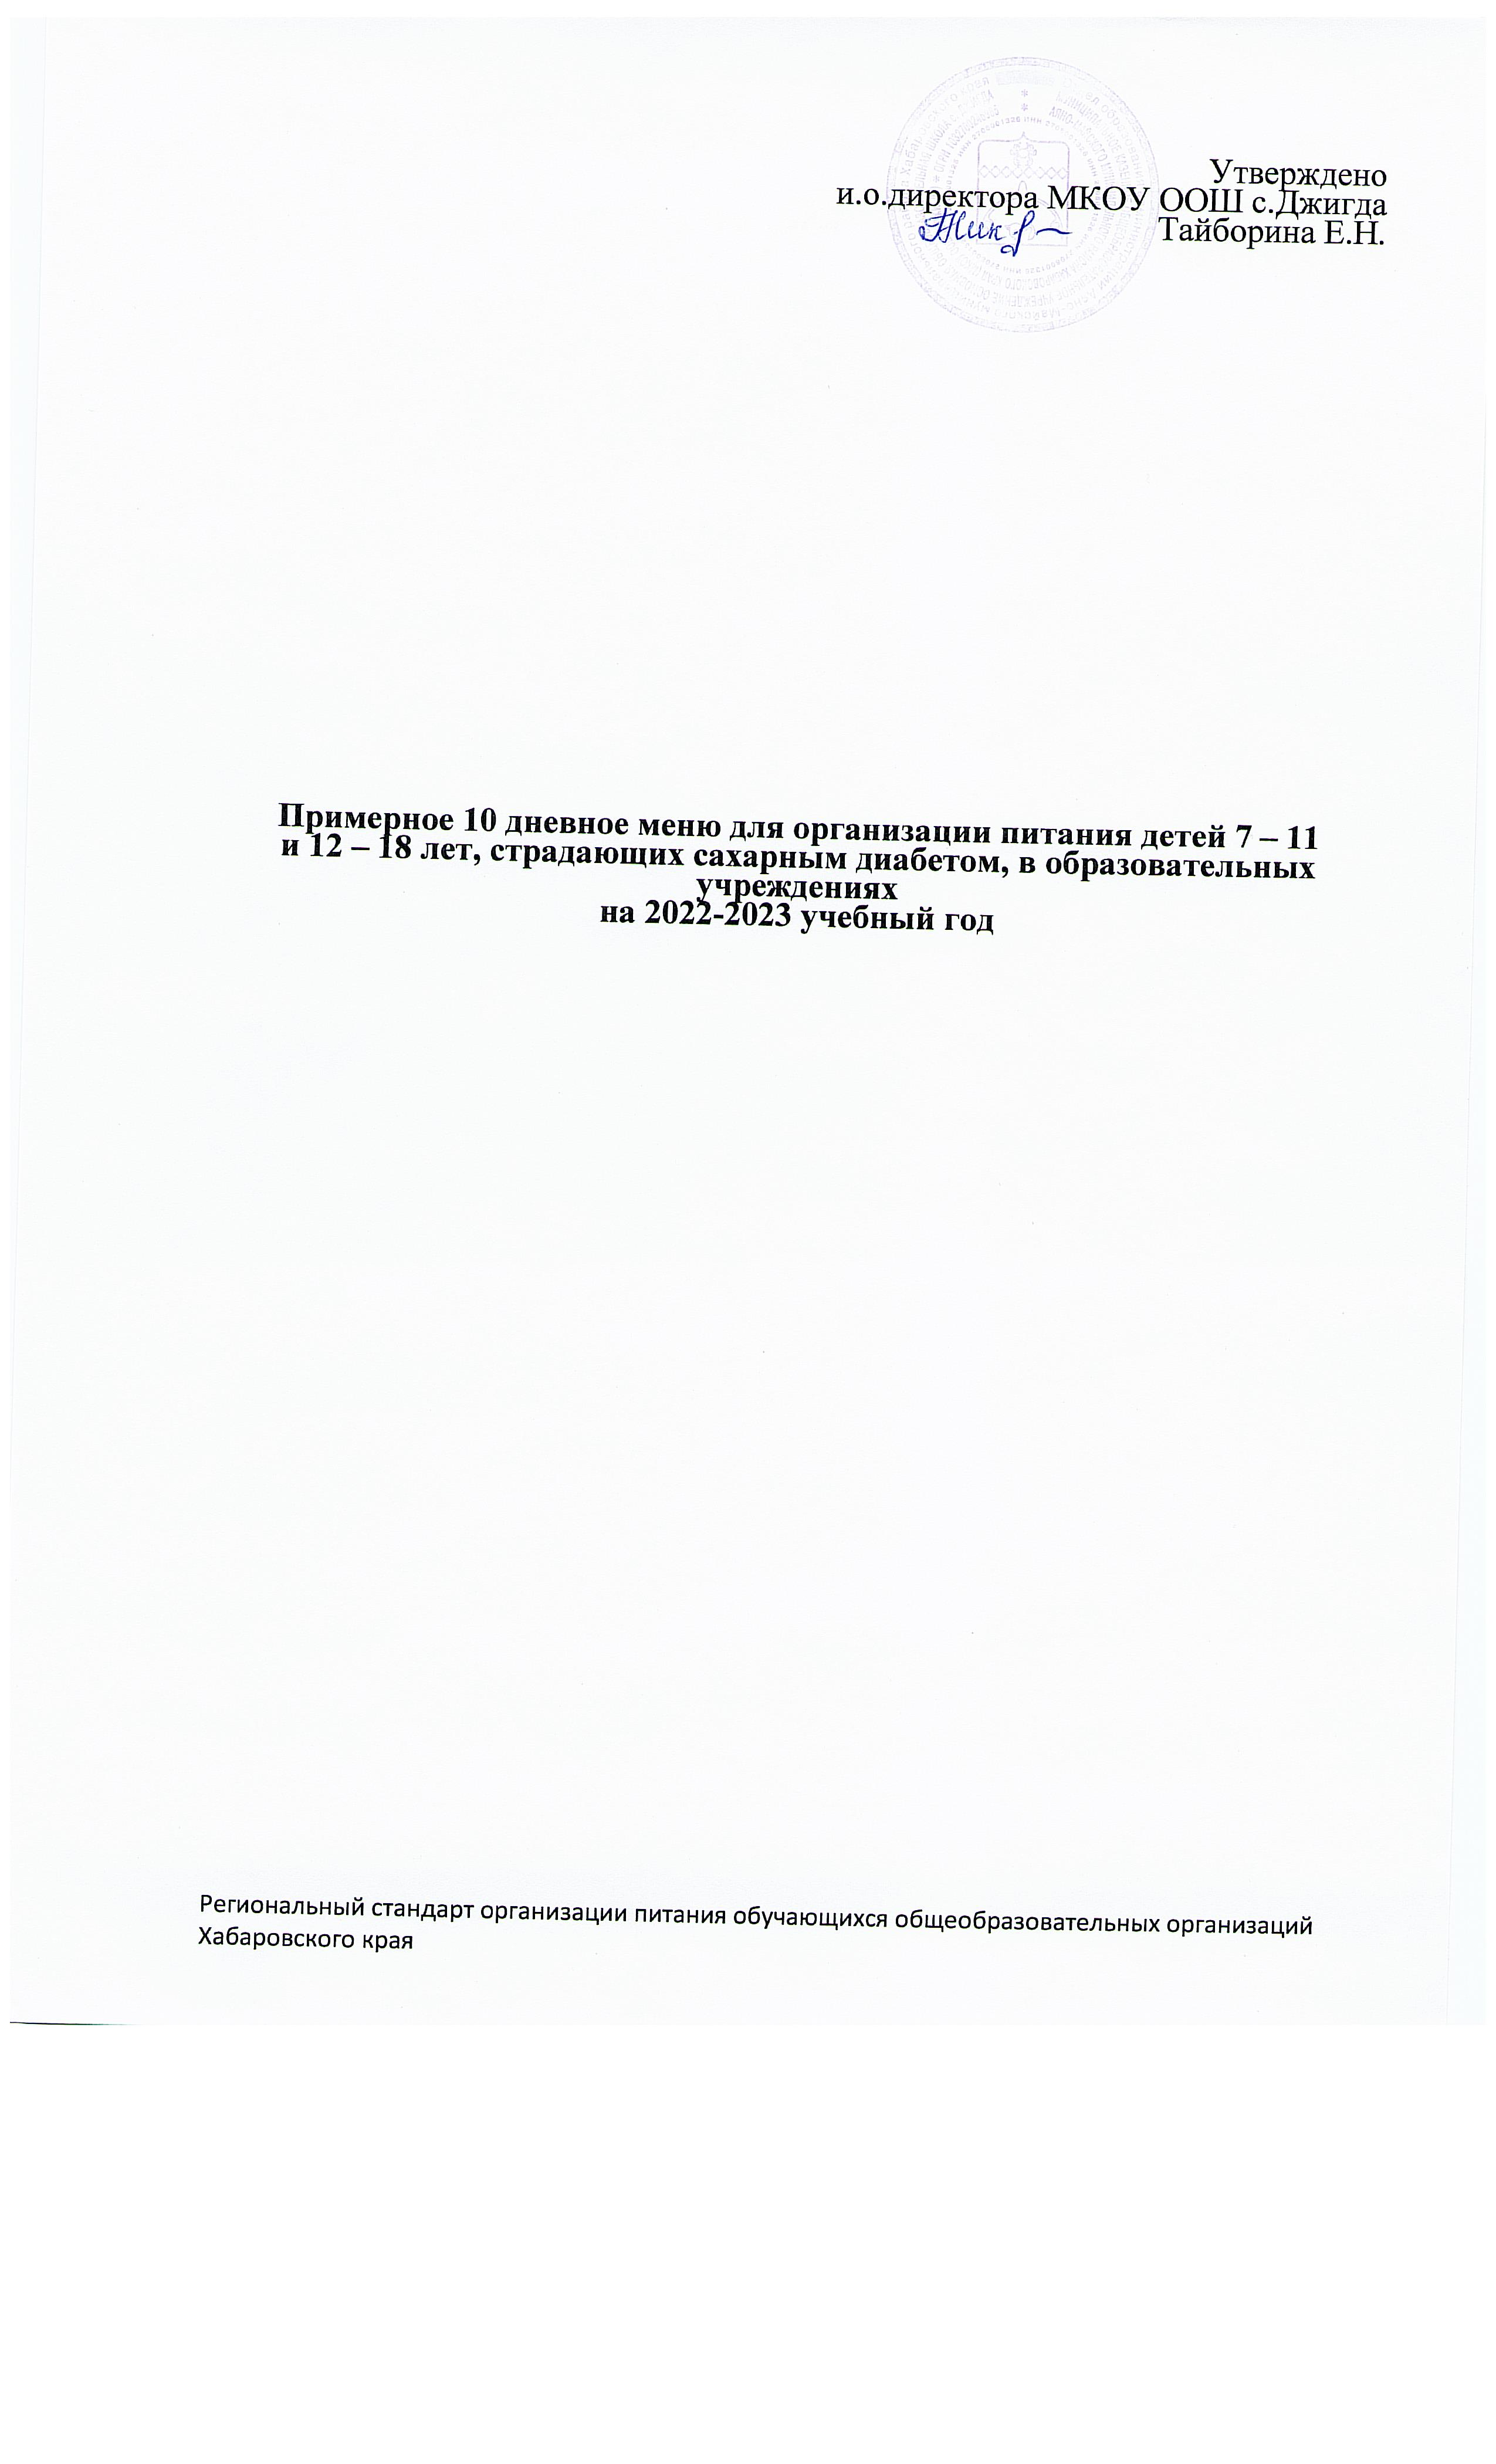 Утверждено
и.о.директора МКОУ ООШ с.Джигда
Тайборина Е.Н.
Примерное 10 дневное меню для организации питания детей 7 – 11
и 12 – 18 лет, страдающих сахарным диабетом, в образовательных
учреждениях
на 2022-2023 учебный год
Региональный стандарт организации питания обучающихся общеобразовательных организаций
Хабаровского края